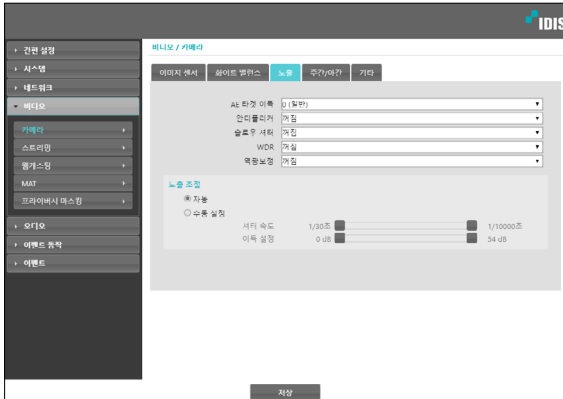 IDIS
비디오 / 카메라
간편 설정
시스템
네트워크
비디오
카메라
스트리밍
웹캐스팅
MAT
프라이버시 마스킹
오디오
이벤트 동작
이벤트
이미지 센서 화이트 밸런스 노출 주간/야간 기타
AE 타겟 이득 0 (일반)
안티플리커 꺼짐
슬로우 셔터 꺼짐
WDR 꺼짐
역광보정 꺼짐
노출 조절
자동
수동 설정
셔터 속도 1/30초 1/10000초
이득 설정 0 dB 54 dB
저장